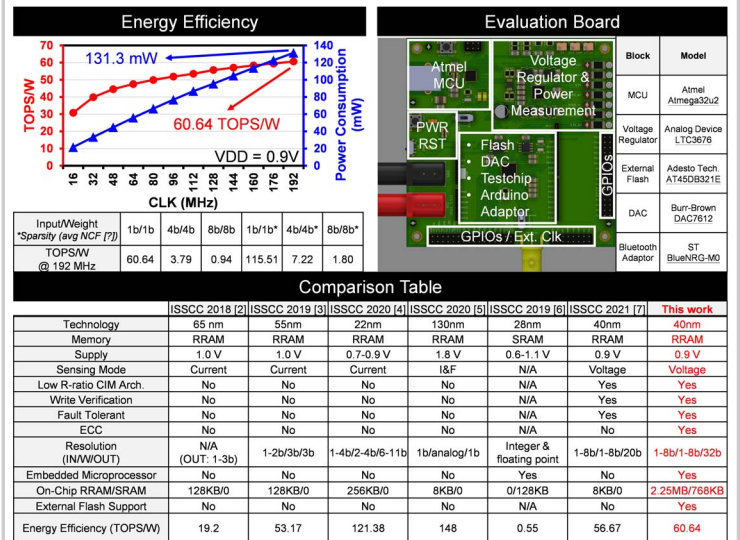 Energy Efficiency
70
60
50
40
30
20
10
0
TOPS/W
140
120
100
80
60
40
20
0
Power Consumption
(mW)
131.3 mW
60.64 TOPS/W
VDD = 0.9V
16 32 48 64 80 96 112 128 144 160 176 192
CLK (MHz)
Input/Weight
*Sparsity (avg NCF [?]) 1b/1b 4b/4b 8b/8b 1b/1b* 4b/4b* 8b/8b*
TOPS/W
@ 192 MHz 60.64 3.79 0.94 115.51 7.22 1.80
Evaluation Board
Atmel
MCU
Voltage
Regulator &
Power
Measurement
PWR
RST
• Flash
• DAC
• Testchip
• Arduino
Adaptor
GPIOs
GPIOs / Ext. Clk
Block Model
MCU Atmel
Atmega32u2
Voltage
Regulator Analog Device
LTC3676
External
Flash Adesto Tech.
AT45DB321E
DAC Burr-Brown
DAC7612
Bluetooth
Adaptor ST
BlueNRG-M0
Comparison Table
ISSCC 2018 [2] ISSCC 2019 [3] ISSCC 2020 [4] ISSCC 2020 [5] ISSCC 2019 [6] ISSCC 2021 [7] This work
Technology 65 nm 55nm 22nm 130nm 28nm 40nm 40nm
Memory RRAM RRAM RRAM RRAM SRAM RRAM RRAM
Supply 1.0 V 1.0 V 0.7-0.9 V 1.8 V 0.6-1.1 V 0.9 V 0.9 V
Sensing Mode Current Current Current I&F N/A Voltage Voltage
Low R-ratio CIM Arch. No No No No N/A Yes Yes
Write Verification No No No No N/A Yes Yes
Fault Tolerant No No No No N/A Yes Yes
ECC No No No No N/A No Yes
Resolution
(IN/W/OUT) N/A
(OUT: 1-3b) 1-2b/3b/3b 1-4b/2-4b/6-11b 1b/analog/1b Integer &
floating point 1-8b/1-8b/20b 1-8b/1-8b/32b
Embedded Microprocessor No No No No Yes No Yes
On-Chip RRAM/SRAM 128KB/0 128KB/0 256KB/0 8KB/0 0/128KB 8KB/0 2.25MB/768KB
External Flash Support No No No No N/A No Yes
Energy Efficiency (TOPS/W) 19.2 53.17 121.38 148 0.55 56.67 60.64